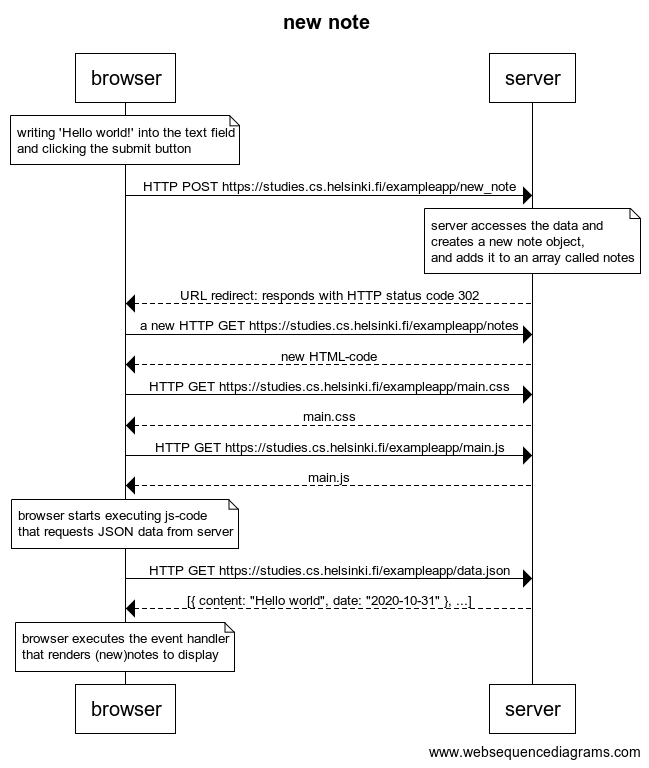 new note
browser
server
writing 'Hello world!' into the text field
and clicking the submit button
HTTP POST https://studies.cs.helsinki.fi/exampleapp/new_note
server accesses the data and
creates a new note object,
and adds it to an array called notes
URL redirect: responds with HTTP status code 302
a new HTTP GET https://studies.cs.helsinki.fi/exampleapp/notes
new HTML-code
HTTP GET https://studies.cs.helsinki.fi/exampleapp/main.css
main.css
HTTP GET https://studies.cs.helsinki.fi/exampleapp/main.js
main.js
browser starts executing js-code
that requests JSON data from server
HTTP GET https://studies.cs.helsinki.fi/exampleapp/data.json
[{ content: "Hello world", date: "2020-10-31" }, ...]
browser executes the event handler
that renders (new)notes to display
browser
server
www.websequencediagrams.com